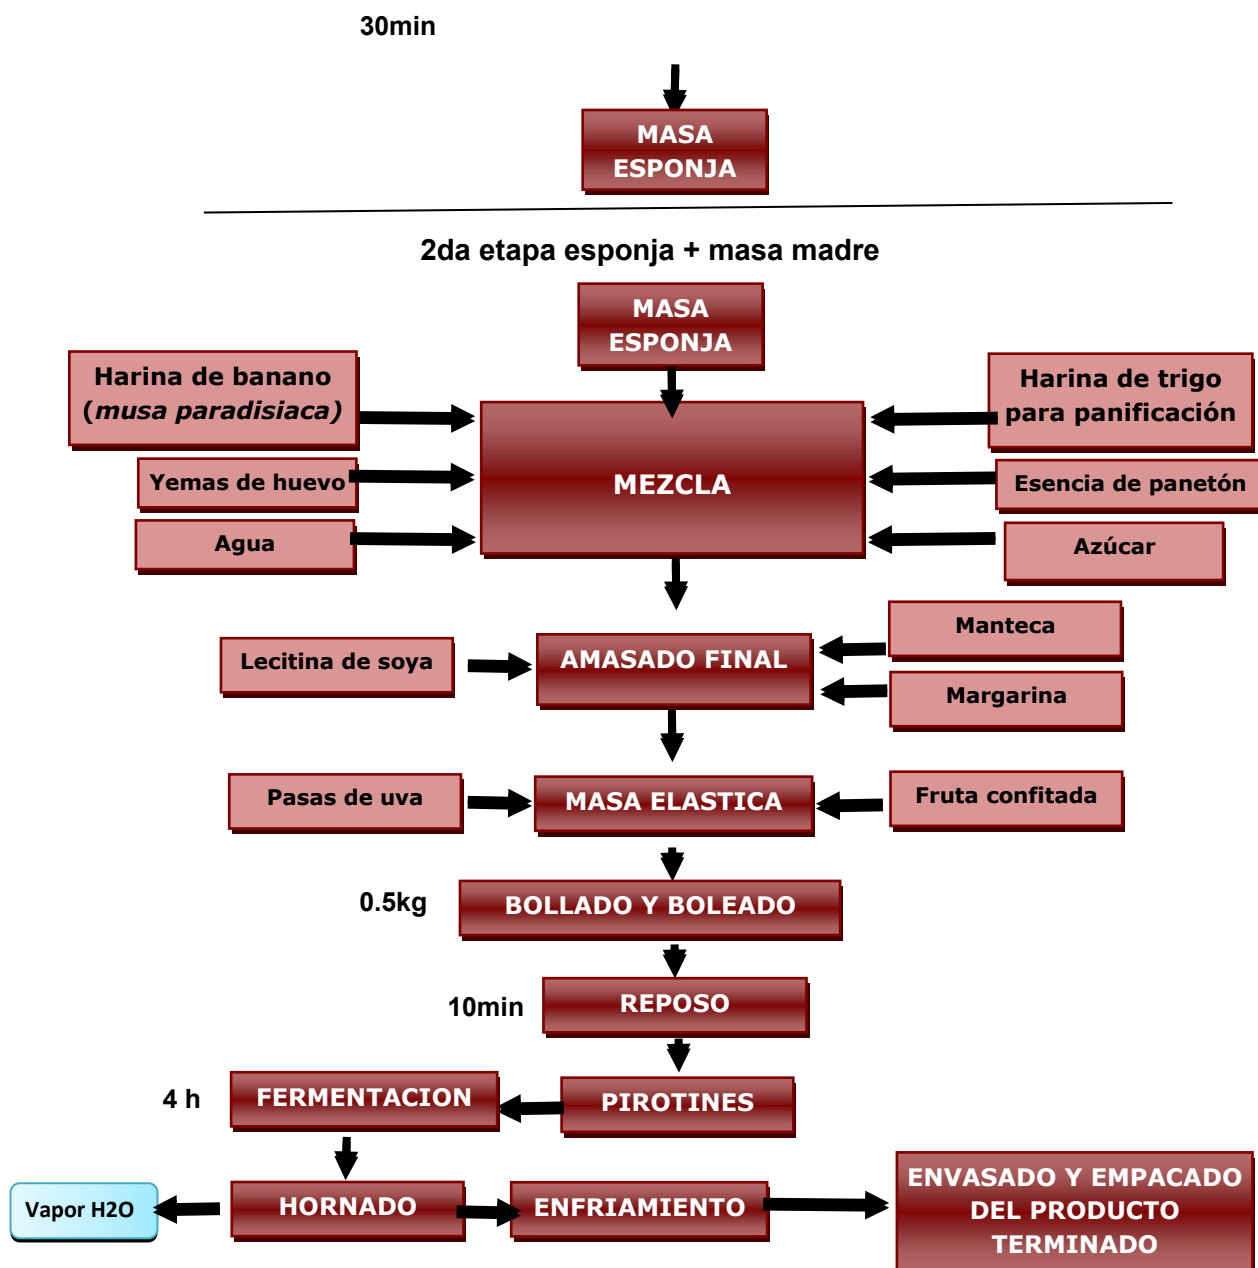 30min
MASA
ESPONJA
2da etapa esponja + masa madre
MASA
ESPONJA
Harina de banano
(musa paradisiaca)
Harina de trigo
para panificación
Yemas de huevo
MEZCLA
Esencia de panetón
Agua
Azúcar
Manteca
Lecitina de soya
AMASADO FINAL
Margarina
Pasas de uva
MASA ELASTICA
Fruta confitada
0.5kg
BOLLADO Y BOLEADO
10min
REPOSO
4 h
FERMENTACION
PIROTINES
Vapor H2O
HORNADO
ENFRIAMIENTO
ENVASADO Y EMPACADO
DEL PRODUCTO
TERMINADO